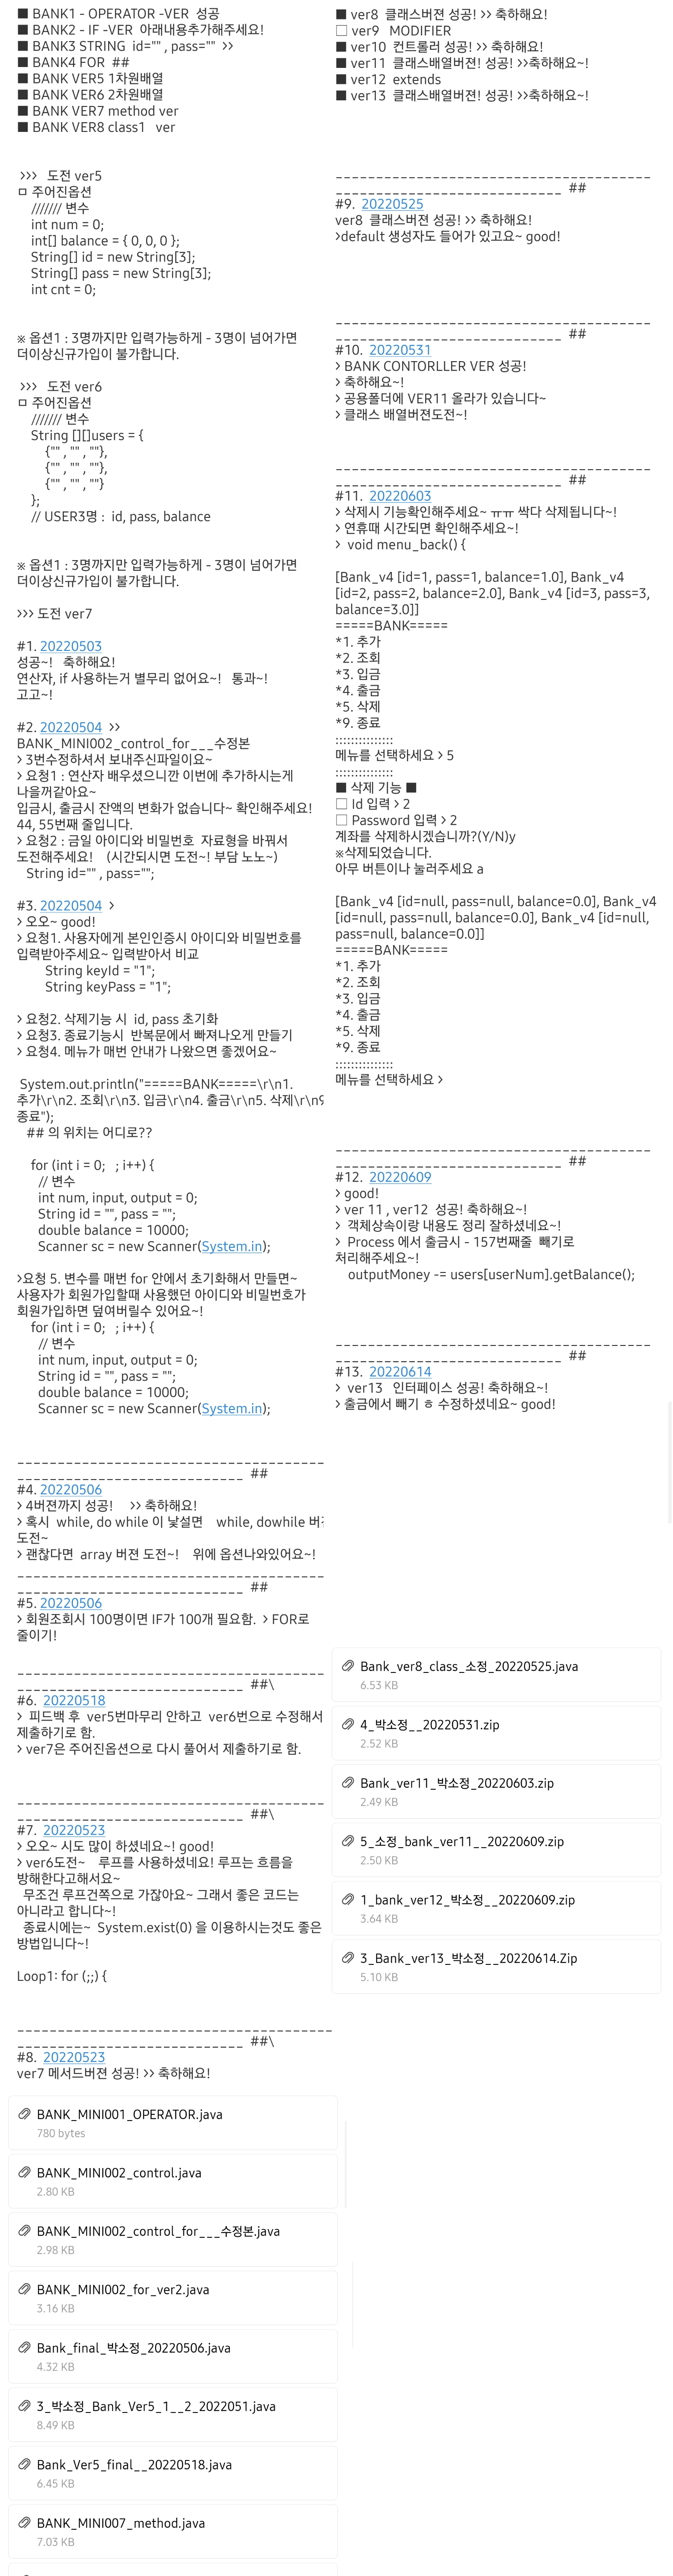 ■ BANK1 - OPERATOR -VER  성공
■ BANK2 - IF -VER  아래내용추가해주세요!
■ BANK3 STRING  id="" , pass=""  >>
■ BANK4 FOR  ##
■ BANK VER5 1차원배열
■ BANK VER6 2차원배열
■ BANK VER7 method ver
■ BANK VER8 class1   ver
>>>   도전 ver5
ㅁ 주어진옵션
/////// 변수
int num = 0;
int[] balance = { 0, 0, 0 };
String[] id = new String[3];
String[] pass = new String[3];
int cnt = 0;
※ 옵션1 : 3명까지만 입력가능하게 - 3명이 넘어가면
더이상신규가입이 불가합니다.
>>>   도전 ver6
ㅁ 주어진옵션
/////// 변수
String [][]users = {
{"" , "" , ""},
{"" , "" , ""},
{"" , "" , ""}
};
// USER3명 :  id, pass, balance
※ 옵션1 : 3명까지만 입력가능하게 - 3명이 넘어가면
더이상신규가입이 불가합니다.
>>> 도전 ver7
#1. 20220503
성공~!   축하해요!
연산자, if 사용하는거 별무리 없어요~!   통과~!
고고~!
#2. 20220504  >>
BANK_MINI002_control_for___수정본
> 3번수정하셔서 보내주신파일이요~
> 요청1 : 연산자 배우셨으니깐 이번에 추가하시는게
나을꺼같아요~
입금시, 출금시 잔액의 변화가 없습니다~ 확인해주세요!
44, 55번째 줄입니다.
> 요청2 : 금일 아이디와 비밀번호  자료형을 바꿔서
도전해주세요!    (시간되시면 도전~! 부담 노노~)
String id="" , pass="";
#3. 20220504  >
> 오오~ good!
> 요청1. 사용자에게 본인인증시 아이디와 비밀번호를
입력받아주세요~ 입력받아서 비교
String keyId = "1";
String keyPass = "1";
> 요청2. 삭제기능 시  id, pass 초기화
> 요청3. 종료기능시  반복문에서 빠져나오게 만들기
> 요청4. 메뉴가 매번 안내가 나왔으면 좋겠어요~
System.out.println("=====BANK=====\r\n1.
추가\r\n2. 조회\r\n3. 입금\r\n4. 출금\r\n5. 삭제\r\n9
종료");
## 의 위치는 어디로??
for (int i = 0;   ; i++) {
// 변수
int num, input, output = 0;
String id = "", pass = "";
double balance = 10000;
Scanner sc = new Scanner(System.in);
>요청 5. 변수를 매번 for 안에서 초기화해서 만들면~
사용자가 회원가입할때 사용했던 아이디와 비밀번호가
회원가입하면 덮여버릴수 있어요~!
for (int i = 0;   ; i++) {
// 변수
int num, input, output = 0;
String id = "", pass = "";
double balance = 10000;
Scanner sc = new Scanner(System.in);
______________________________________
____________________________  ##
#4. 20220506
> 4버젼까지 성공!     >> 축하해요!
> 혹시  while, do while 이 낯설면    while, dowhile 버전
도전~
> 괜찮다면  array 버젼 도전~!    위에 옵션나와있어요~!
______________________________________
____________________________  ##
#5. 20220506
> 회원조회시 100명이면 IF가 100개 필요함.  > FOR로
줄이기!
______________________________________
____________________________  ##\
#6.  20220518
>  피드백 후  ver5번마무리 안하고  ver6번으로 수정해서
제출하기로 함.
> ver7은 주어진옵션으로 다시 풀어서 제출하기로 함.
______________________________________
____________________________  ##\
#7.  20220523
> 오오~ 시도 많이 하셨네요~! good!
> ver6도전~    루프를 사용하셨네요! 루프는 흐름을
방해한다고해서요~
무조건 루프건쪽으로 가잖아요~ 그래서 좋은 코드는
아니라고 합니다~!
종료시에는~  System.exist(0) 을 이용하시는것도 좋은
방법입니다~!
Loop1: for (;;) {
______________________________________
____________________________  ##\
#8.  20220523
ver7 메서드버젼 성공! >> 축하해요!
BANK_MINI001_OPERATOR.java
780 bytes
BANK_MINI002_control.java
2.80 KB
BANK_MINI002_control_for___수정본.java
2.98 KB
BANK_MINI002_for_ver2.java
3.16 KB
Bank_final_박소정_20220506.java
4.32 KB
3_박소정_Bank_Ver5_1__2_2022051.java
8.49 KB
Bank_Ver5_final__20220518.java
6.45 KB
BANK_MINI007_method.java
7.03 KB
■ ver8  클래스버젼 성공! >> 축하해요!
□ ver9   MODIFIER
■ ver10  컨트롤러 성공! >> 축하해요!
■ ver11  클래스배열버젼! 성공! >>축하해요~!
■ ver12  extends
■ ver13  클래스배열버젼! 성공! >>축하해요~!
______________________________________
____________________________  ##
#9.  20220525
ver8  클래스버젼 성공! >> 축하해요!
>default 생성자도 들어가 있고요~ good!
______________________________________
____________________________  ##
#10.  20220531
> BANK CONTORLLER VER 성공!
> 축하해요~!
> 공용폴더에 VER11 올라가 있습니다~
> 클래스 배열버젼도전~!
______________________________________
____________________________  ##
#11.  20220603
> 삭제시 기능확인해주세요~ ㅠㅠ 싹다 삭제됩니다~!
> 연휴때 시간되면 확인해주세요~!
>  void menu_back() {
[Bank_v4 [id=1, pass=1, balance=1.0], Bank_v4
[id=2, pass=2, balance=2.0], Bank_v4 [id=3, pass=3,
balance=3.0]]
=====BANK=====
*1. 추가
*2. 조회
*3. 입금
*4. 출금
*5. 삭제
*9. 종료
:::::::::::::::
메뉴를 선택하세요 > 5
:::::::::::::::
■ 삭제 기능 ■
□ Id 입력 > 2
□ Password 입력 > 2
계좌를 삭제하시겠습니까?(Y/N)y
※삭제되었습니다.
아무 버튼이나 눌러주세요 a
[Bank_v4 [id=null, pass=null, balance=0.0], Bank_v4
[id=null, pass=null, balance=0.0], Bank_v4 [id=null,
pass=null, balance=0.0]]
=====BANK=====
*1. 추가
*2. 조회
*3. 입금
*4. 출금
*5. 삭제
*9. 종료
:::::::::::::::
메뉴를 선택하세요 >
______________________________________
____________________________  ##
#12.  20220609
> good!
> ver 11 , ver12  성공! 축하해요~!
>  객체상속이랑 내용도 정리 잘하셨네요~!
>  Process 에서 출금시 - 157번째줄  빼기로
처리해주세요~!
outputMoney -= users[userNum].getBalance();
______________________________________
____________________________  ##
#13.  20220614
>  ver13   인터페이스 성공! 축하해요~!
> 출금에서 빼기 ㅎ 수정하셨네요~ good!
Bank_ver8_class_소정_20220525.java
6.53 KB
4_박소정__20220531.zip
2.52 KB
Bank_ver11_박소정_20220603.zip
2.49 KB
5_소정_bank_ver11__20220609.zip
2.50 KB
1_bank_ver12_박소정__20220609.zip
3.64 KB
3_Bank_ver13_박소정__20220614.Zip
5.10 KB